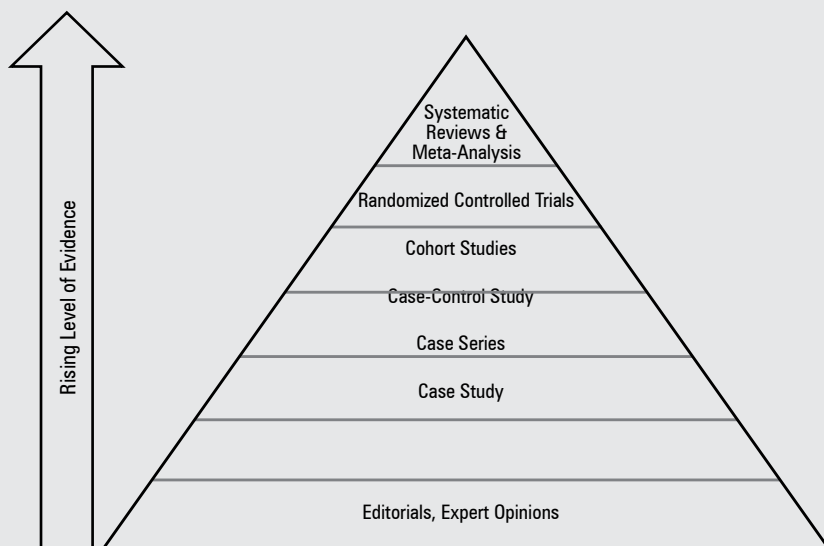 Rising Level of Evidence
Systematic
Reviews &
Meta-Analysis
Randomized Controlled Trials
Cohort Studies
Case-Control Study
Case Series
Case Study
Editorials, Expert Opinions